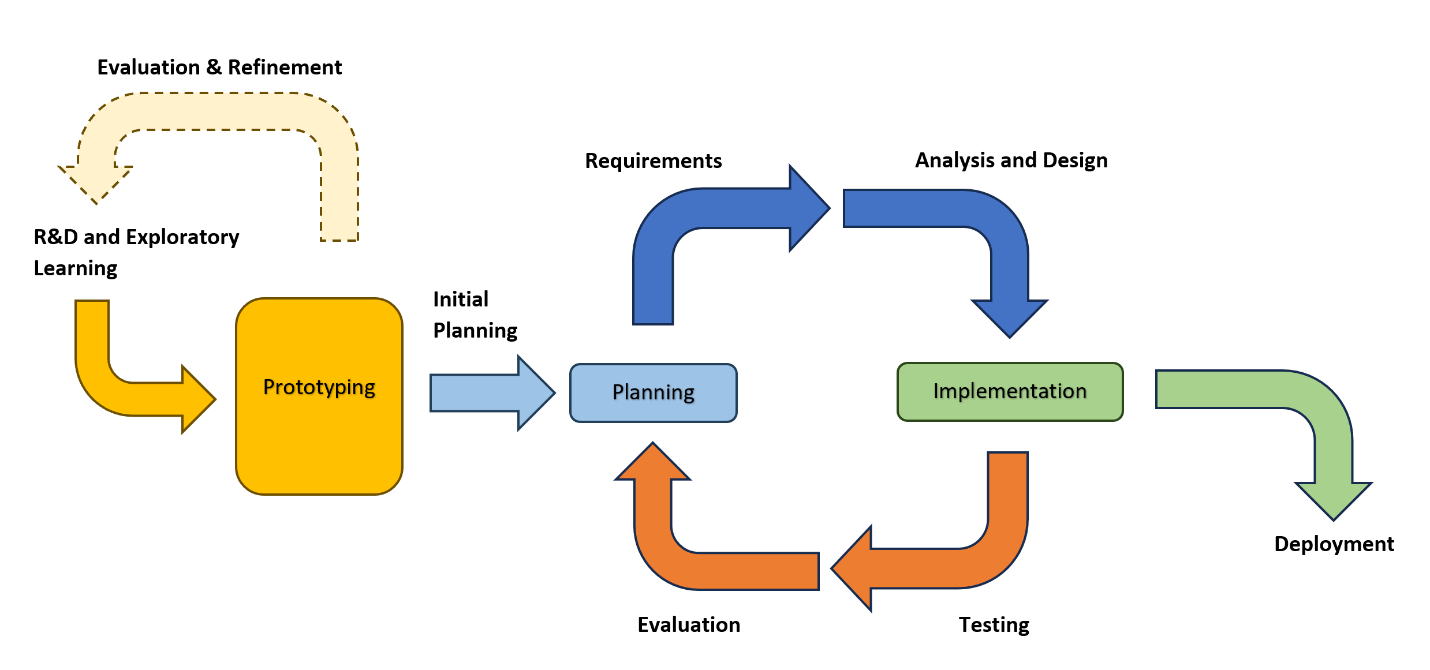 Evaluation & Refinement
R&D and Exploratory
Learning
Prototyping
Initial
Planning
Planning
Requirements
Analysis and Design
Implementation
Testing
Evaluation
Deployment